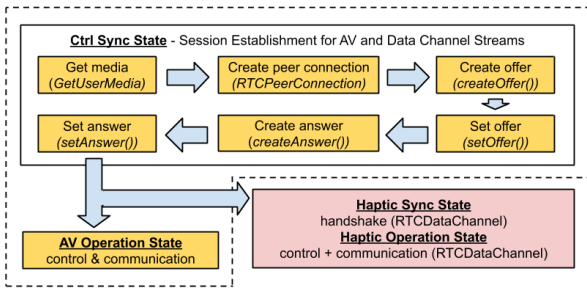 Ctrl Sync State - Session Establishment for AV and Data Channel Streams
Get media
(GetUserMedia)
Create peer connection
(RTCPeerConnection)
Create offer
(createOffer())
Set answer
(setAnswer())
Create answer
(createAnswer())
Set offer
(setOffer())
AV Operation State
control & communication
Haptic Sync State
handshake (RTCDataChannel)
Haptic Operation State
control + communication (RTCDataChannel)